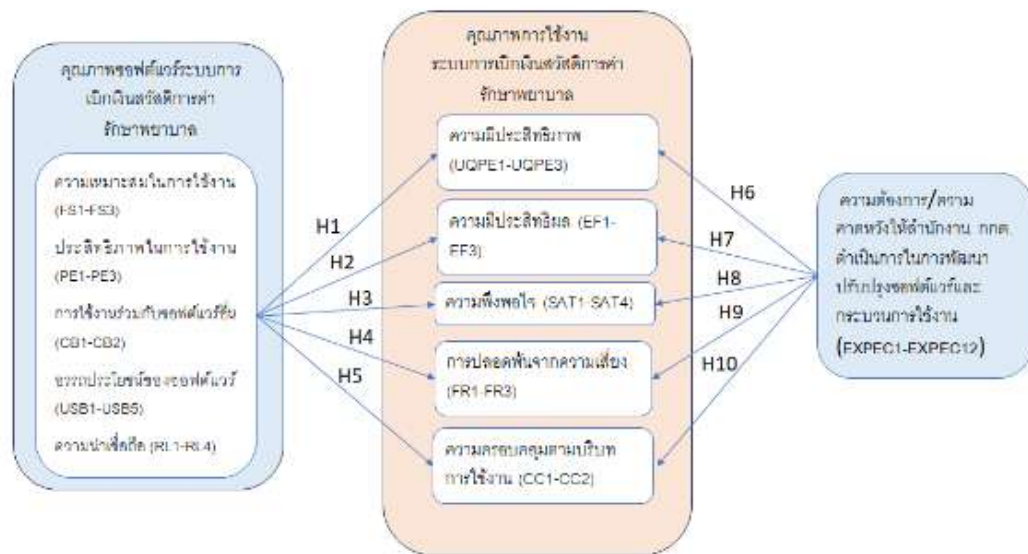 คุณภาพซอฟต์แวร์ระบบการ
เบิกเงินสวัสดิการค่า
รักษาพยาบาล
ความเหมาะสมในการใช้งาน
(FS1-FS3)
ประสิทธิภาพในการใช้งาน
(PE1-PE3)
การใช้งานร่วมกับซอฟต์แวร์อื่น
(CB1-CB2)
อรรถประโยชน์ของซอฟต์แวร์
(USB1-USB5)
ความน่าเชื่อถือ (RL1-RL4)
H1
H2
H3
H4
H5
คุณภาพการใช้งาน
ระบบการเบิกเงินสวัสดิการค่า
รักษาพยาบาล
ความมีประสิทธิภาพ
(UQPE1-UQPE3)
ความมีประสิทธิผล (EF1-
EF3)
ความพึงพอใจ (SAT1-SAT4)
การปลอดพ้นจากความเสี่ยง
(FR1-FR3)
ความครอบคลุมตามบริบท
การใช้งาน (CC1-CC2)
H6
H7
H8
H9
H10
ความต้องการ/ความ
คาดหวังให้สำนักงาน กกต.
ดำเนินการในการพัฒนา
ปรับปรุงซอฟต์แวร์และ
กระบวนการใช้งาน
(EXPEC1-EXPEC12)